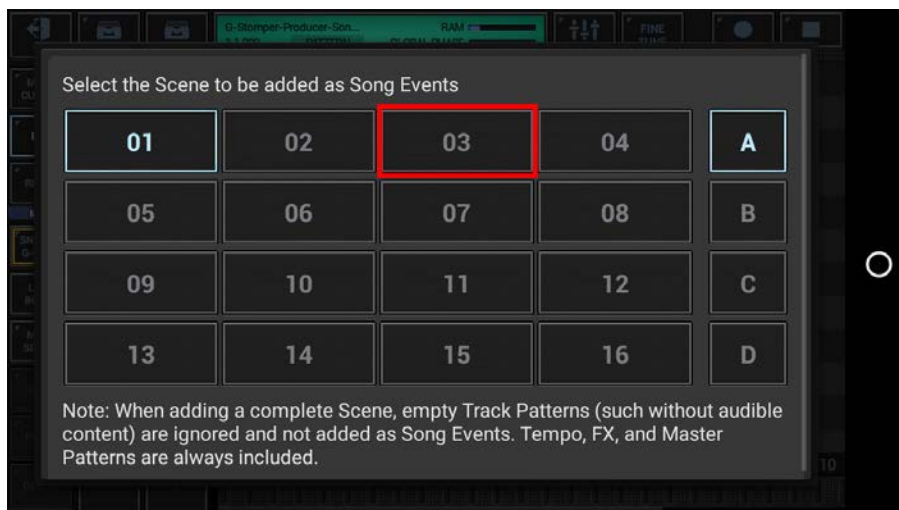 G-Stomper-Producer-Son... RAM
FINE
Select the Scene to be added as Song Events
01 02 03 04 A
05 06 07 08 B
09 10 11 12 C
13 14 15 16 D
Note: When adding a complete Scene, empty Track Patterns (such without audible
content) are ignored and not added as Song Events. Tempo, FX, and Master
Patterns are always included.
10